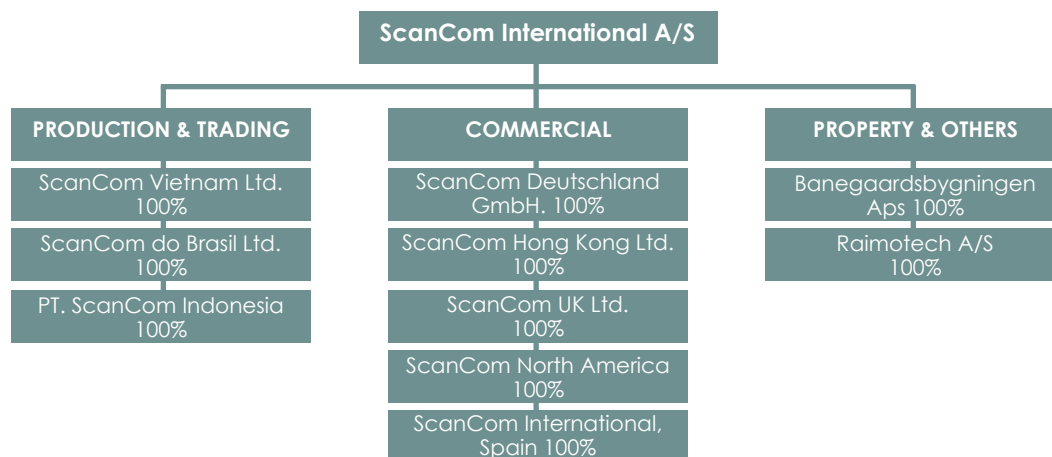 ScanCom International A/S
PRODUCTION & TRADING
ScanCom Vietnam Ltd.
100%
ScanCom do Brasil Ltd.
100%
PT. ScanCom Indonesia
100%
COMMERCIAL
ScanCom Deutschland
GmbH. 100%
ScanCom Hong Kong Ltd.
100%
ScanCom UK Ltd.
100%
ScanCom North America
100%
ScanCom International,
Spain 100%
PROPERTY & OTHERS
Banegaardsbygningen
Aps 100%
Raimotech A/S
100%